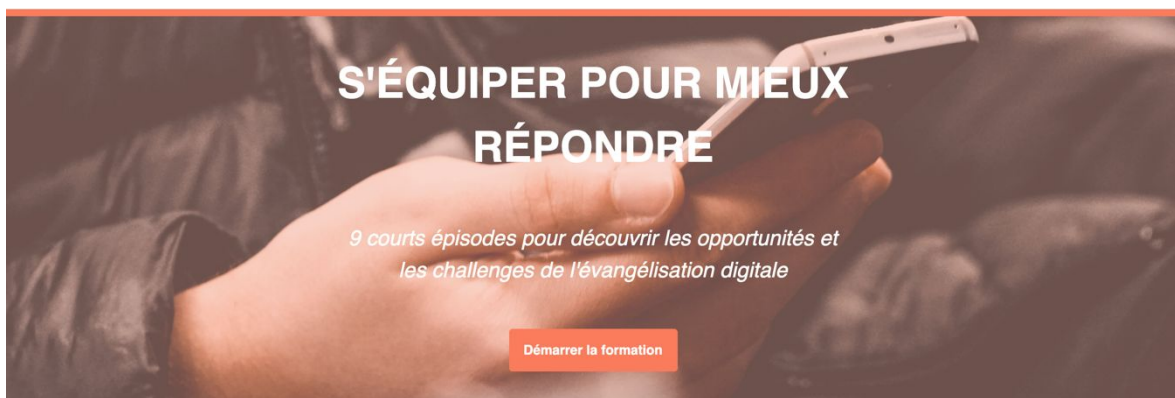 S'ÉQUIPER POUR MIEUX
RÉPONDRE
9 courts épisodes pour découvrir les opportunités et
les challenges de l'évangélisation digitale
Démarrer la formation